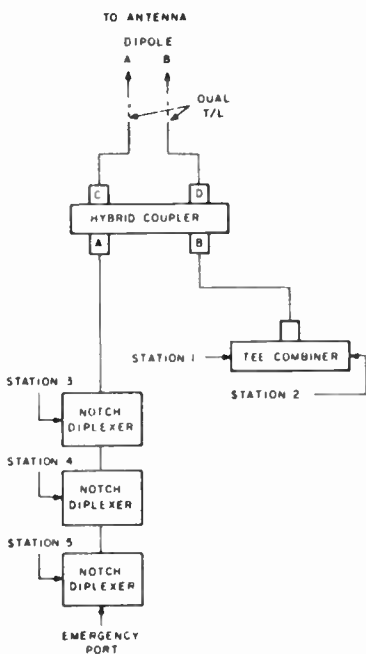 TO ANTENNA
DIPOLE
A B
DUAL
T/L
C D
HYBRID COUPLER
A B
STATION 1
TEE COMBINER
STATION 2
STATION 3
NOTCH
DIPLEXER
STATION 4
NOTCH
DIPLEXER
STATION 5
NOTCH
DIPLEXER
EMERGENCY
PORT